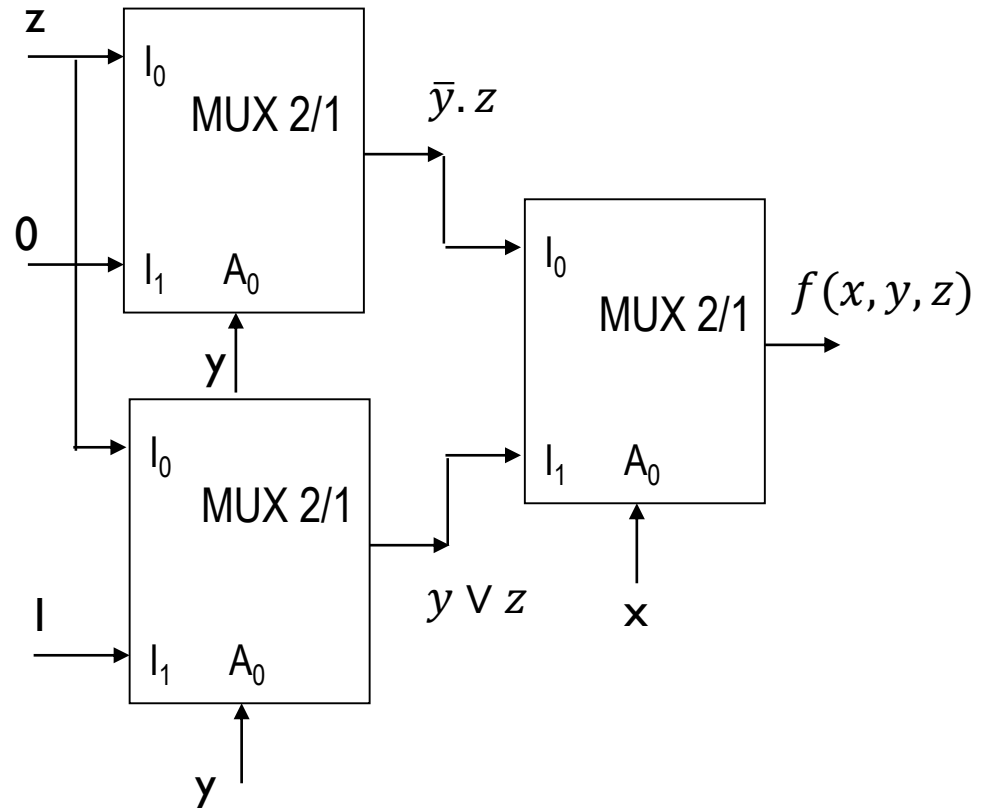 z
I₀
MUX 2/1
ȳ. z
0
I₁ A₀
y
I₀
MUX 2/1
f(x, y, z)
I₀
MUX 2/1
I₁ A₀
y ∨ z
x
1
I₁ A₀
y